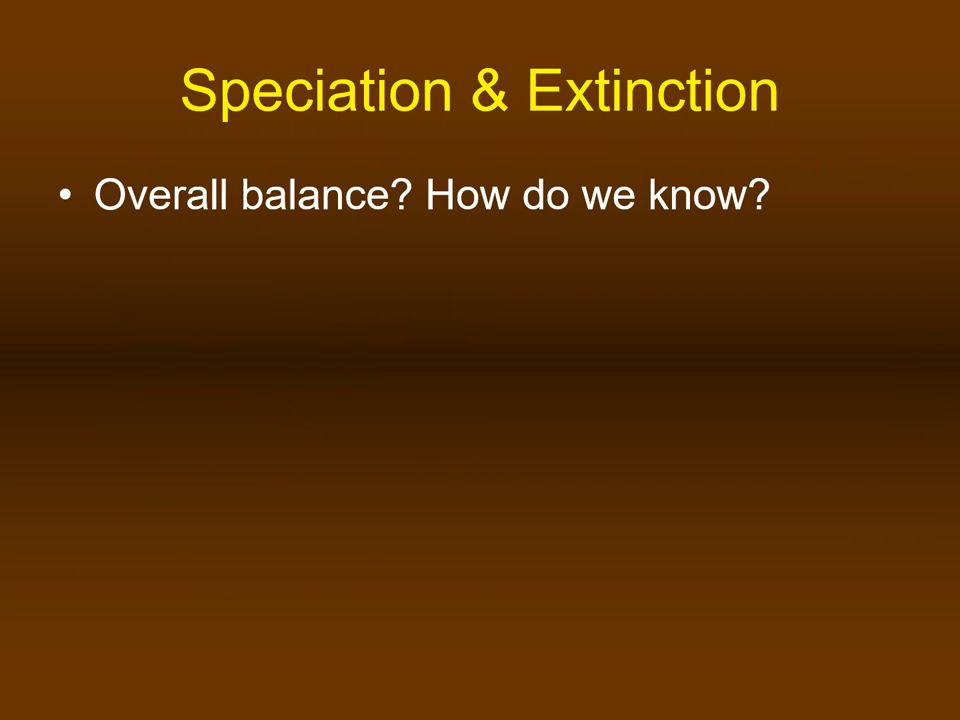 Speciation & Extinction
• Overall balance? How do we know?